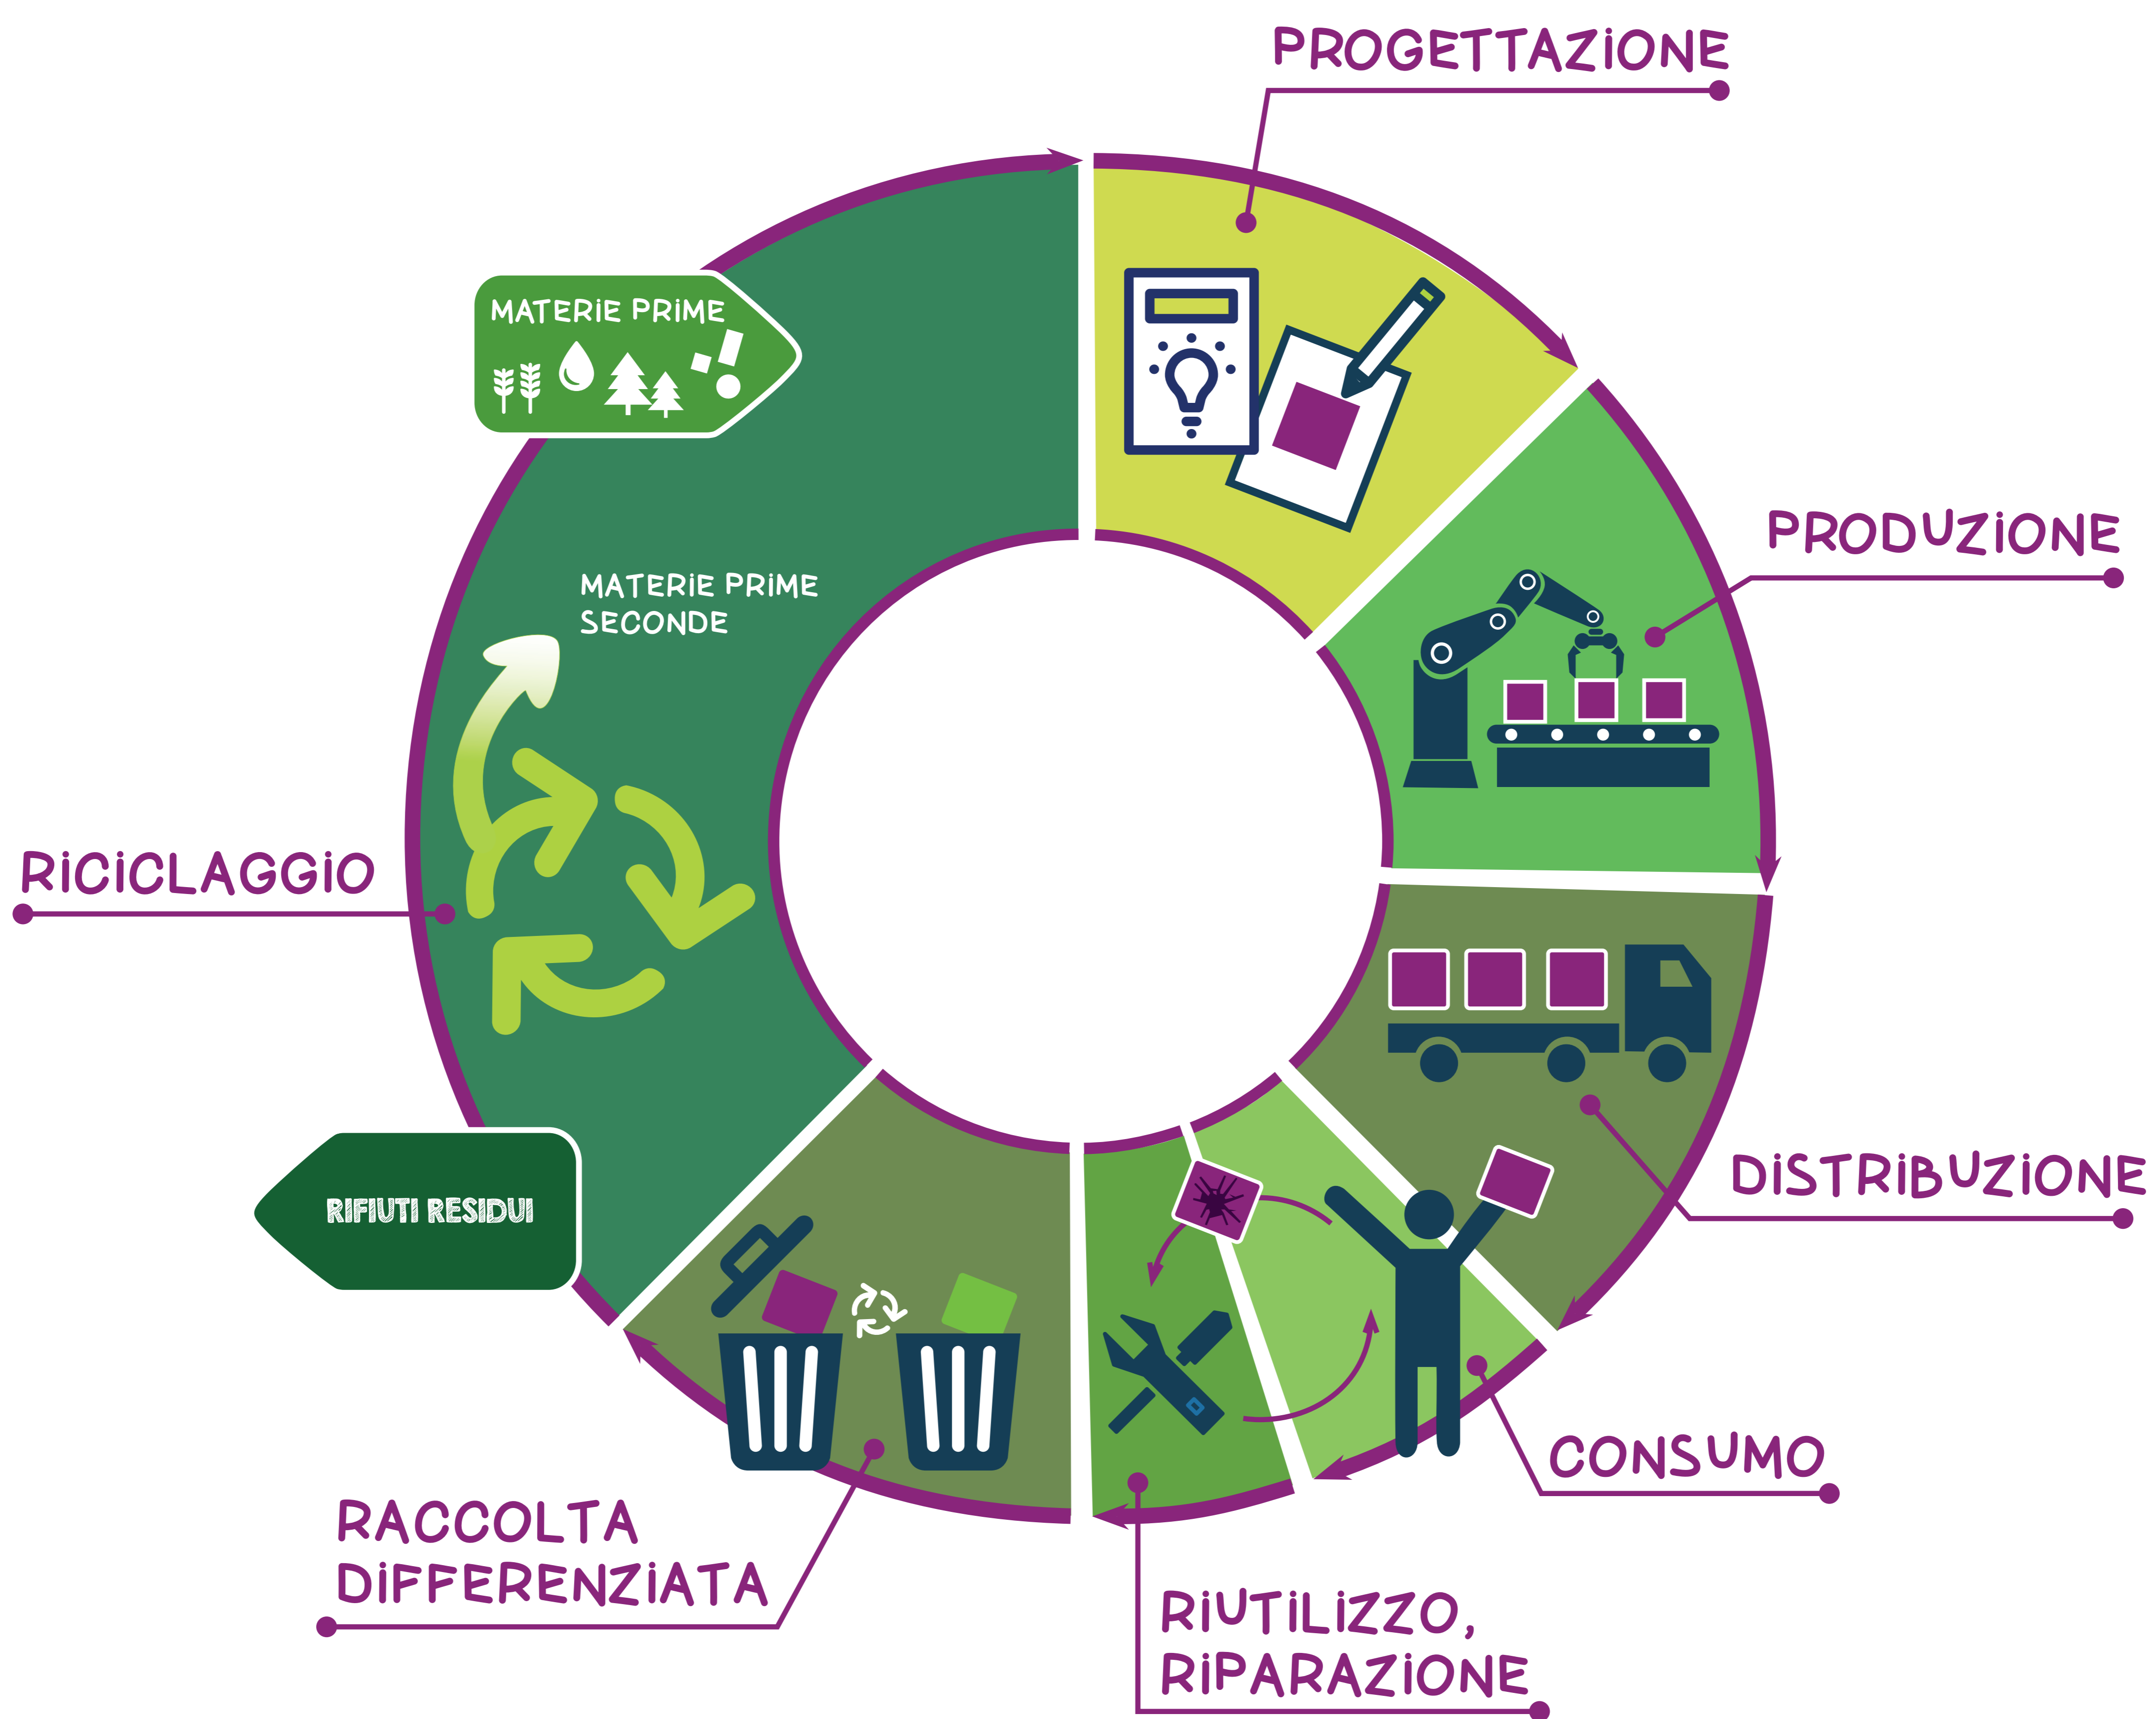 PROGETTAZIONE
MATERIE PRIME
PRODUZIONE
MATERIE PRIME
SECONDE
RICICLAGGIO
DISTRIBUZIONE
RIFIUTI RESIDUI
CONSUMO
RACCOLTA
DIFFERENZIATA
RIUTILIZZO,
RIPARAZIONE